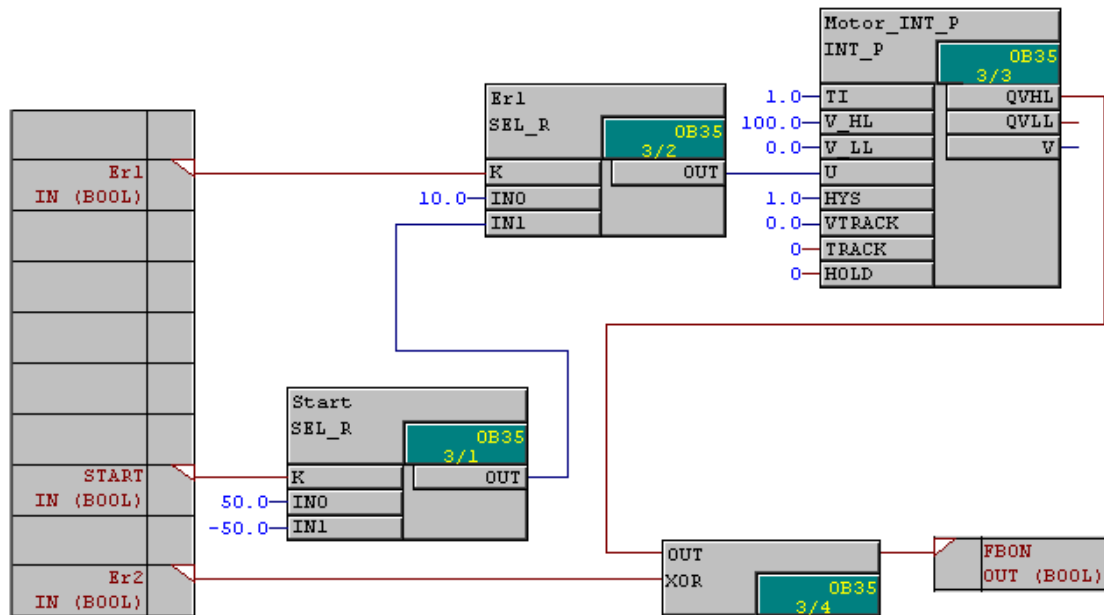 Motor_INT_P
INT_P
OB35
3/3
1.0 TI QVHL
100.0 V_HL QVLL
0.0 V_LL V
U
1.0 HYS
0.0 VTRACK
0 TRACK
0 HOLD
Er1
SEL_R
OB35
3/2
K OUT
10.0 IN0
IN1
Er1
IN (BOOL)
Start
SEL_R
OB35
3/1
K OUT
50.0 IN0
-50.0 IN1
START
IN (BOOL)
Er2
IN (BOOL)
OUT
XOR
OB35
3/4
FBON
OUT (BOOL)